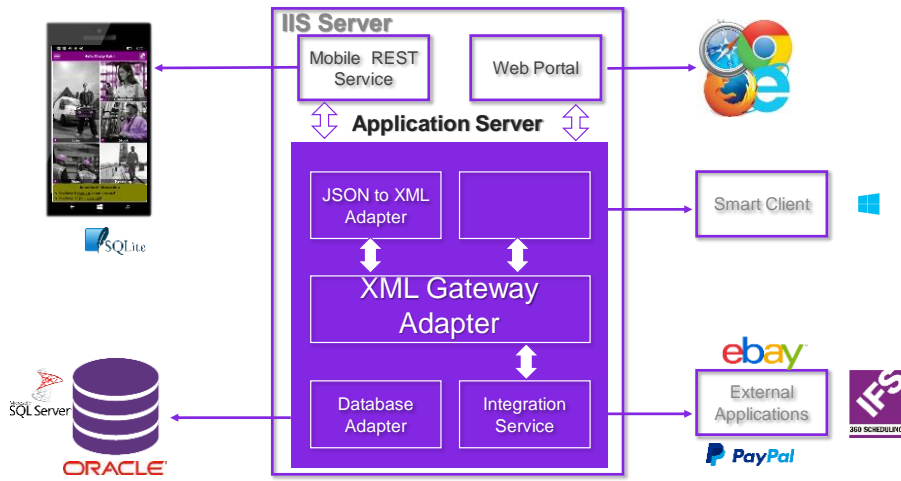 IIS Server
Mobile REST
Service
Web Portal
Application Server
JSON to XML
Adapter
Smart Client
SQLite
XML Gateway
Adapter
ebay
Microsoft
SQL Server
Database
Adapter
Integration
Service
External
Applications
IFS
360 SCHEDULING
ORACLE
PayPal